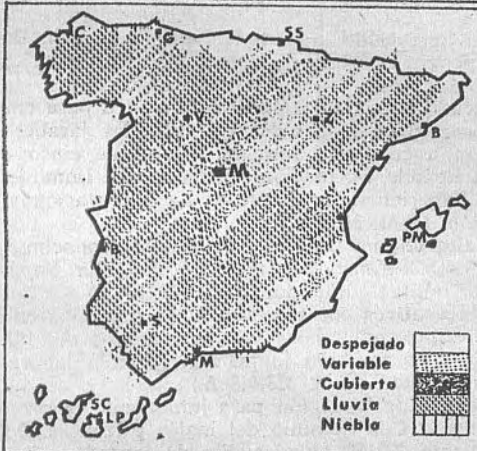 C
G
SS
V
Z
B
M
PM
B
S
M
SC
LP
Despejado
Variable
Cubierto
Lluvia
Niebla